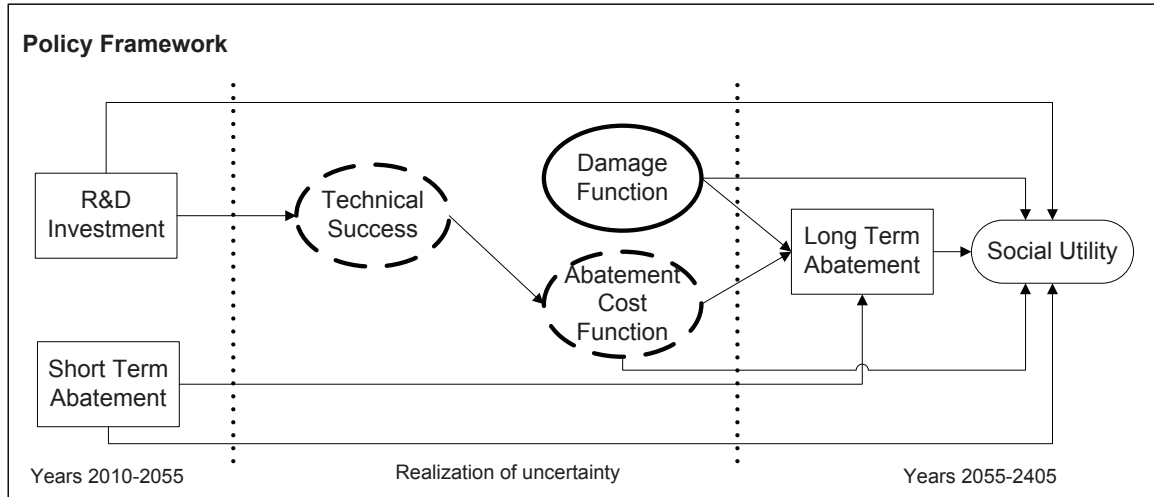 Policy Framework
R&D
Investment
Technical
Success
Damage
Function
Abatement
Cost
Function
Long Term
Abatement
Social Utility
Short Term
Abatement
Years 2010-2055
Realization of uncertainty
Years 2055-2405